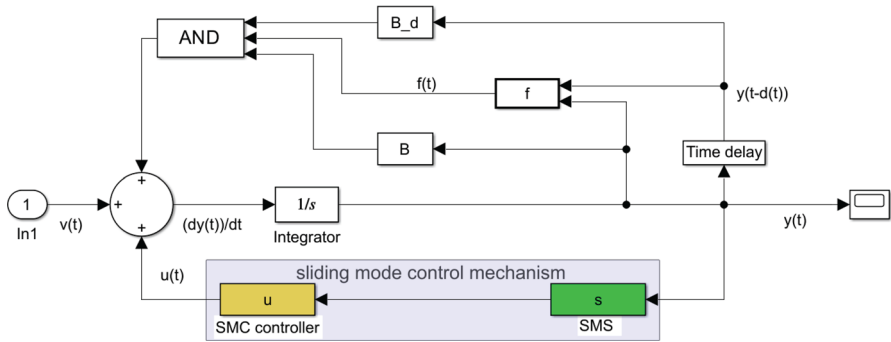 B_d
AND
f(t)
f
y(t-d(t))
B
Time delay
+
+
+
1
In1
v(t)
(dy(t))/dt
1/s
Integrator
y(t)
u(t)
sliding mode control mechanism
u
SMC controller
s
SMS